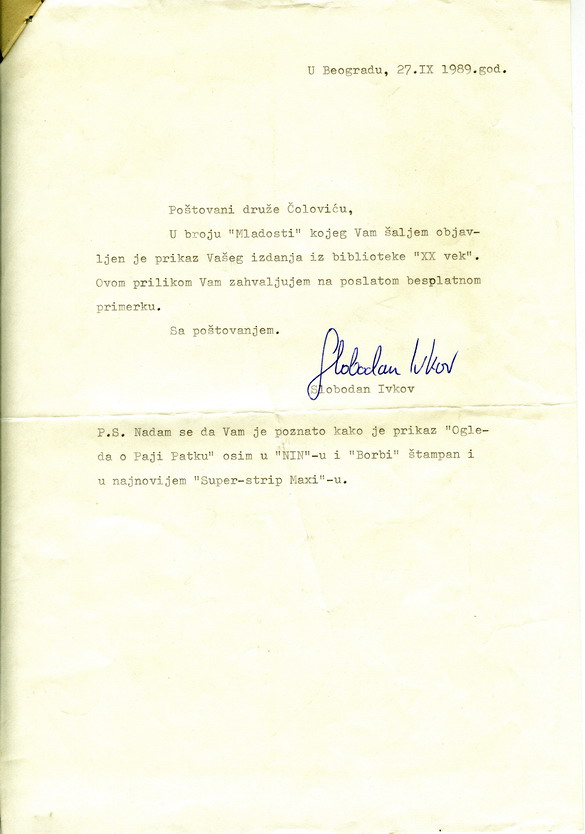 U Beogradu, 27.IX 1989.god.
Poštovani druže Čoloviću,
U broju "Mladosti" kojeg Vam šaljem objav-
ljen je prikaz Vašeg izdanja iz biblioteke "XX vek".
Ovom prilikom Vam zahvaljujem na poslatom besplatnom
primerku.
Sa poštovanjem.
Slobodan Ivkov
Slobodan Ivkov
P.S. Nadam se da Vam je poznato kako je prikaz "Ogle-
da o Paji Patku" osim u "NIN"-u i "Borbi" štampan i
u najnovijem "Super-strip Maxi"-u.